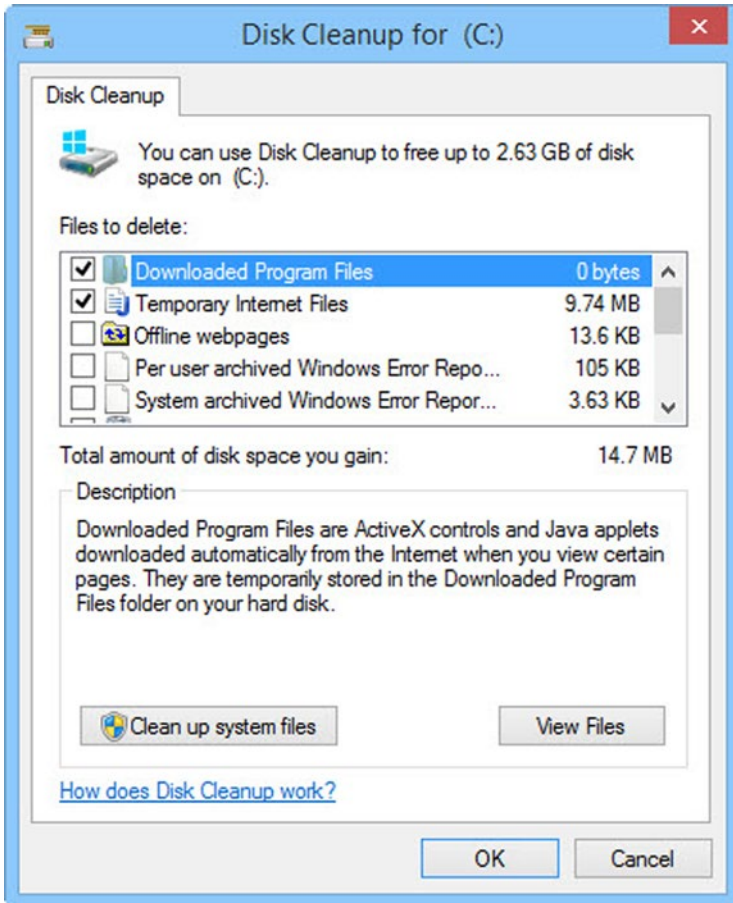 Disk Cleanup for (C:)
Disk Cleanup
You can use Disk Cleanup to free up to 2.63 GB of disk
space on (C:).
Files to delete:
Downloaded Program Files 0 bytes
Temporary Internet Files 9.74 MB
Offline webpages 13.6 KB
Per user archived Windows Error Repo... 105 KB
System archived Windows Error Repor... 3.63 KB
Total amount of disk space you gain: 14.7 MB
Description
Downloaded Program Files are ActiveX controls and Java applets
downloaded automatically from the Internet when you view certain
pages. They are temporarily stored in the Downloaded Program
Files folder on your hard disk.
Clean up system files View Files
How does Disk Cleanup work?
OK Cancel